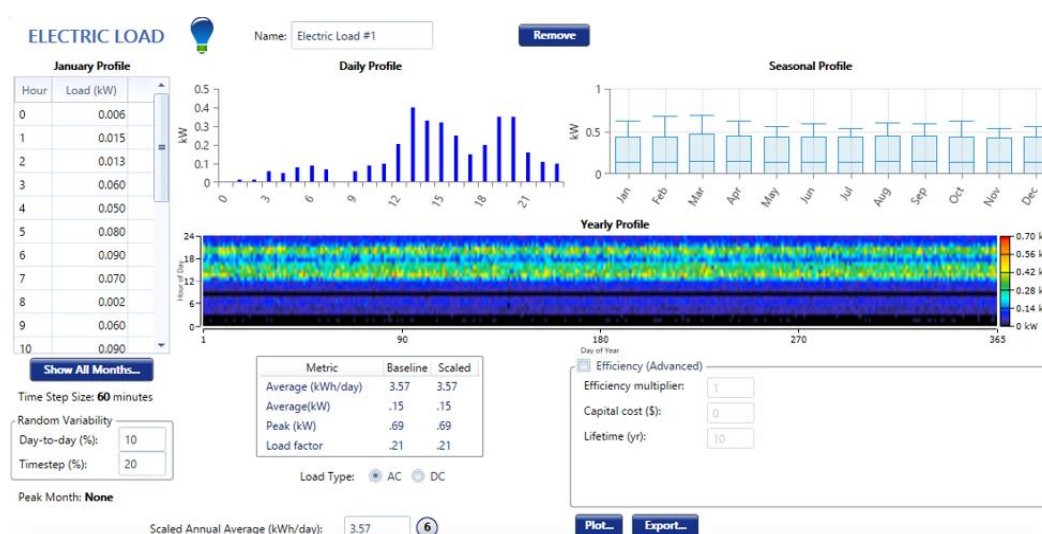 ELECTRIC LOAD
Name: Electric Load #1
Remove
January Profile
Hour Load (kW)
0 0.006
1 0.015
2 0.013
3 0.060
4 0.050
5 0.080
6 0.090
7 0.070
8 0.002
9 0.060
10 0.090
Show All Months...
Time Step Size: 60 minutes
Random Variability
Day-to-day (%): 10
Timestep (%): 20
Peak Month: None
Daily Profile
kW
0.5
0.4
0.3
0.2
0.1
0
0 3 6 9 12 15 18 21
Seasonal Profile
kW
1
0.5
0
Jan Feb Mar Apr May Jun Jul Aug Sep Oct Nov Dec
Yearly Profile
Hour of Day
24
18
12
6
0
1 90 180 270 365
Day of Year
0.70 k
0.56 k
0.42 k
0.28 k
0.14 k
0 kW
Metric Baseline Scaled
Average (kWh/day) 3.57 3.57
Average(kW) .15 .15
Peak (kW) .69 .69
Load factor .21 .21
Load Type: AC DC
Efficiency (Advanced)
Efficiency multiplier: 1
Capital cost ($): 0
Lifetime (yr): 10
Scaled Annual Average (kWh/day): 3.57 6
Plot... Export...